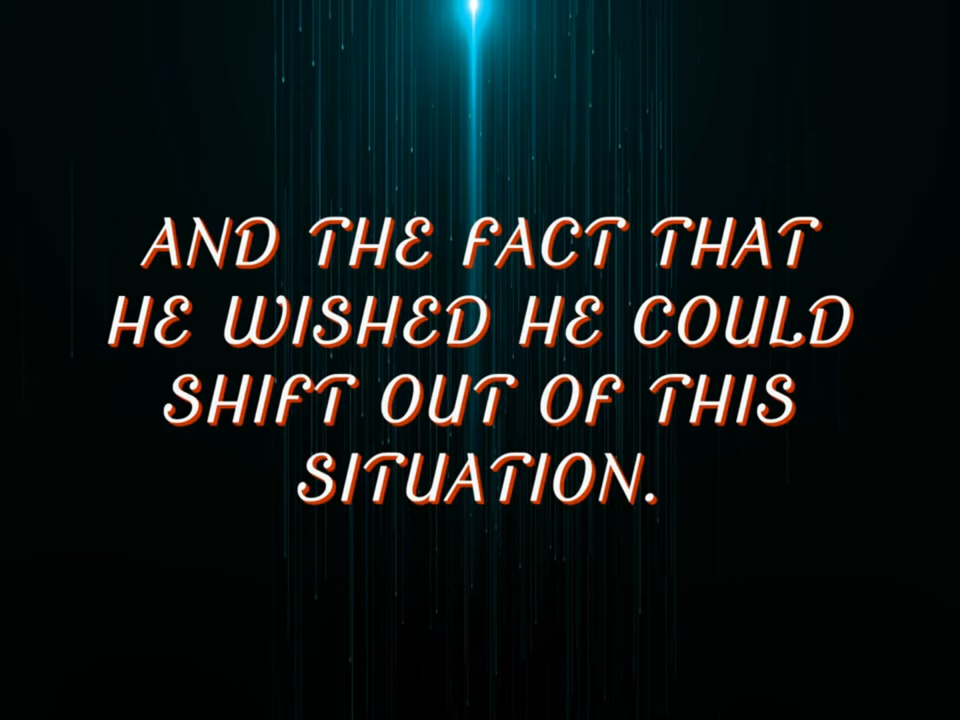 AND THE FACT THAT
HE WISHED HE COULD
SHIFT OUT OF THIS
SITUATION.